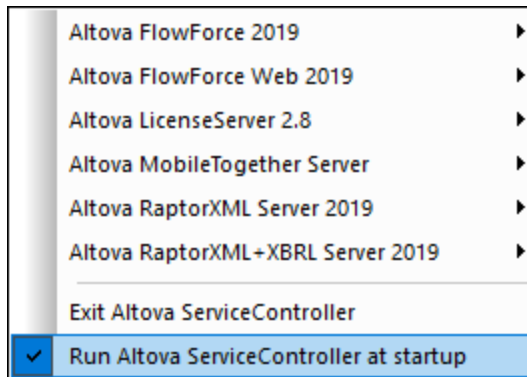 Altova FlowForce 2019
Altova FlowForce Web 2019
Altova LicenseServer 2.8
Altova MobileTogether Server
Altova RaptorXML Server 2019
Altova RaptorXML+XBRL Server 2019
Exit Altova ServiceController
Run Altova ServiceController at startup